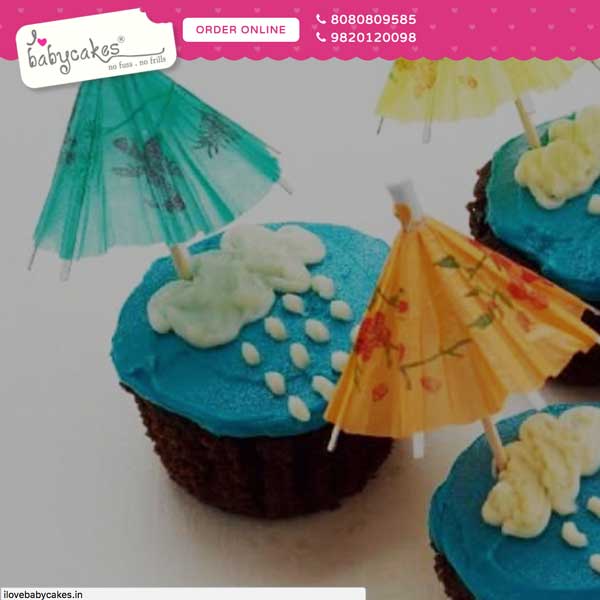 I
babycakes®
no fuss . no frills
ORDER ONLINE
8080809585
9820120098
ilovebabycakes.in